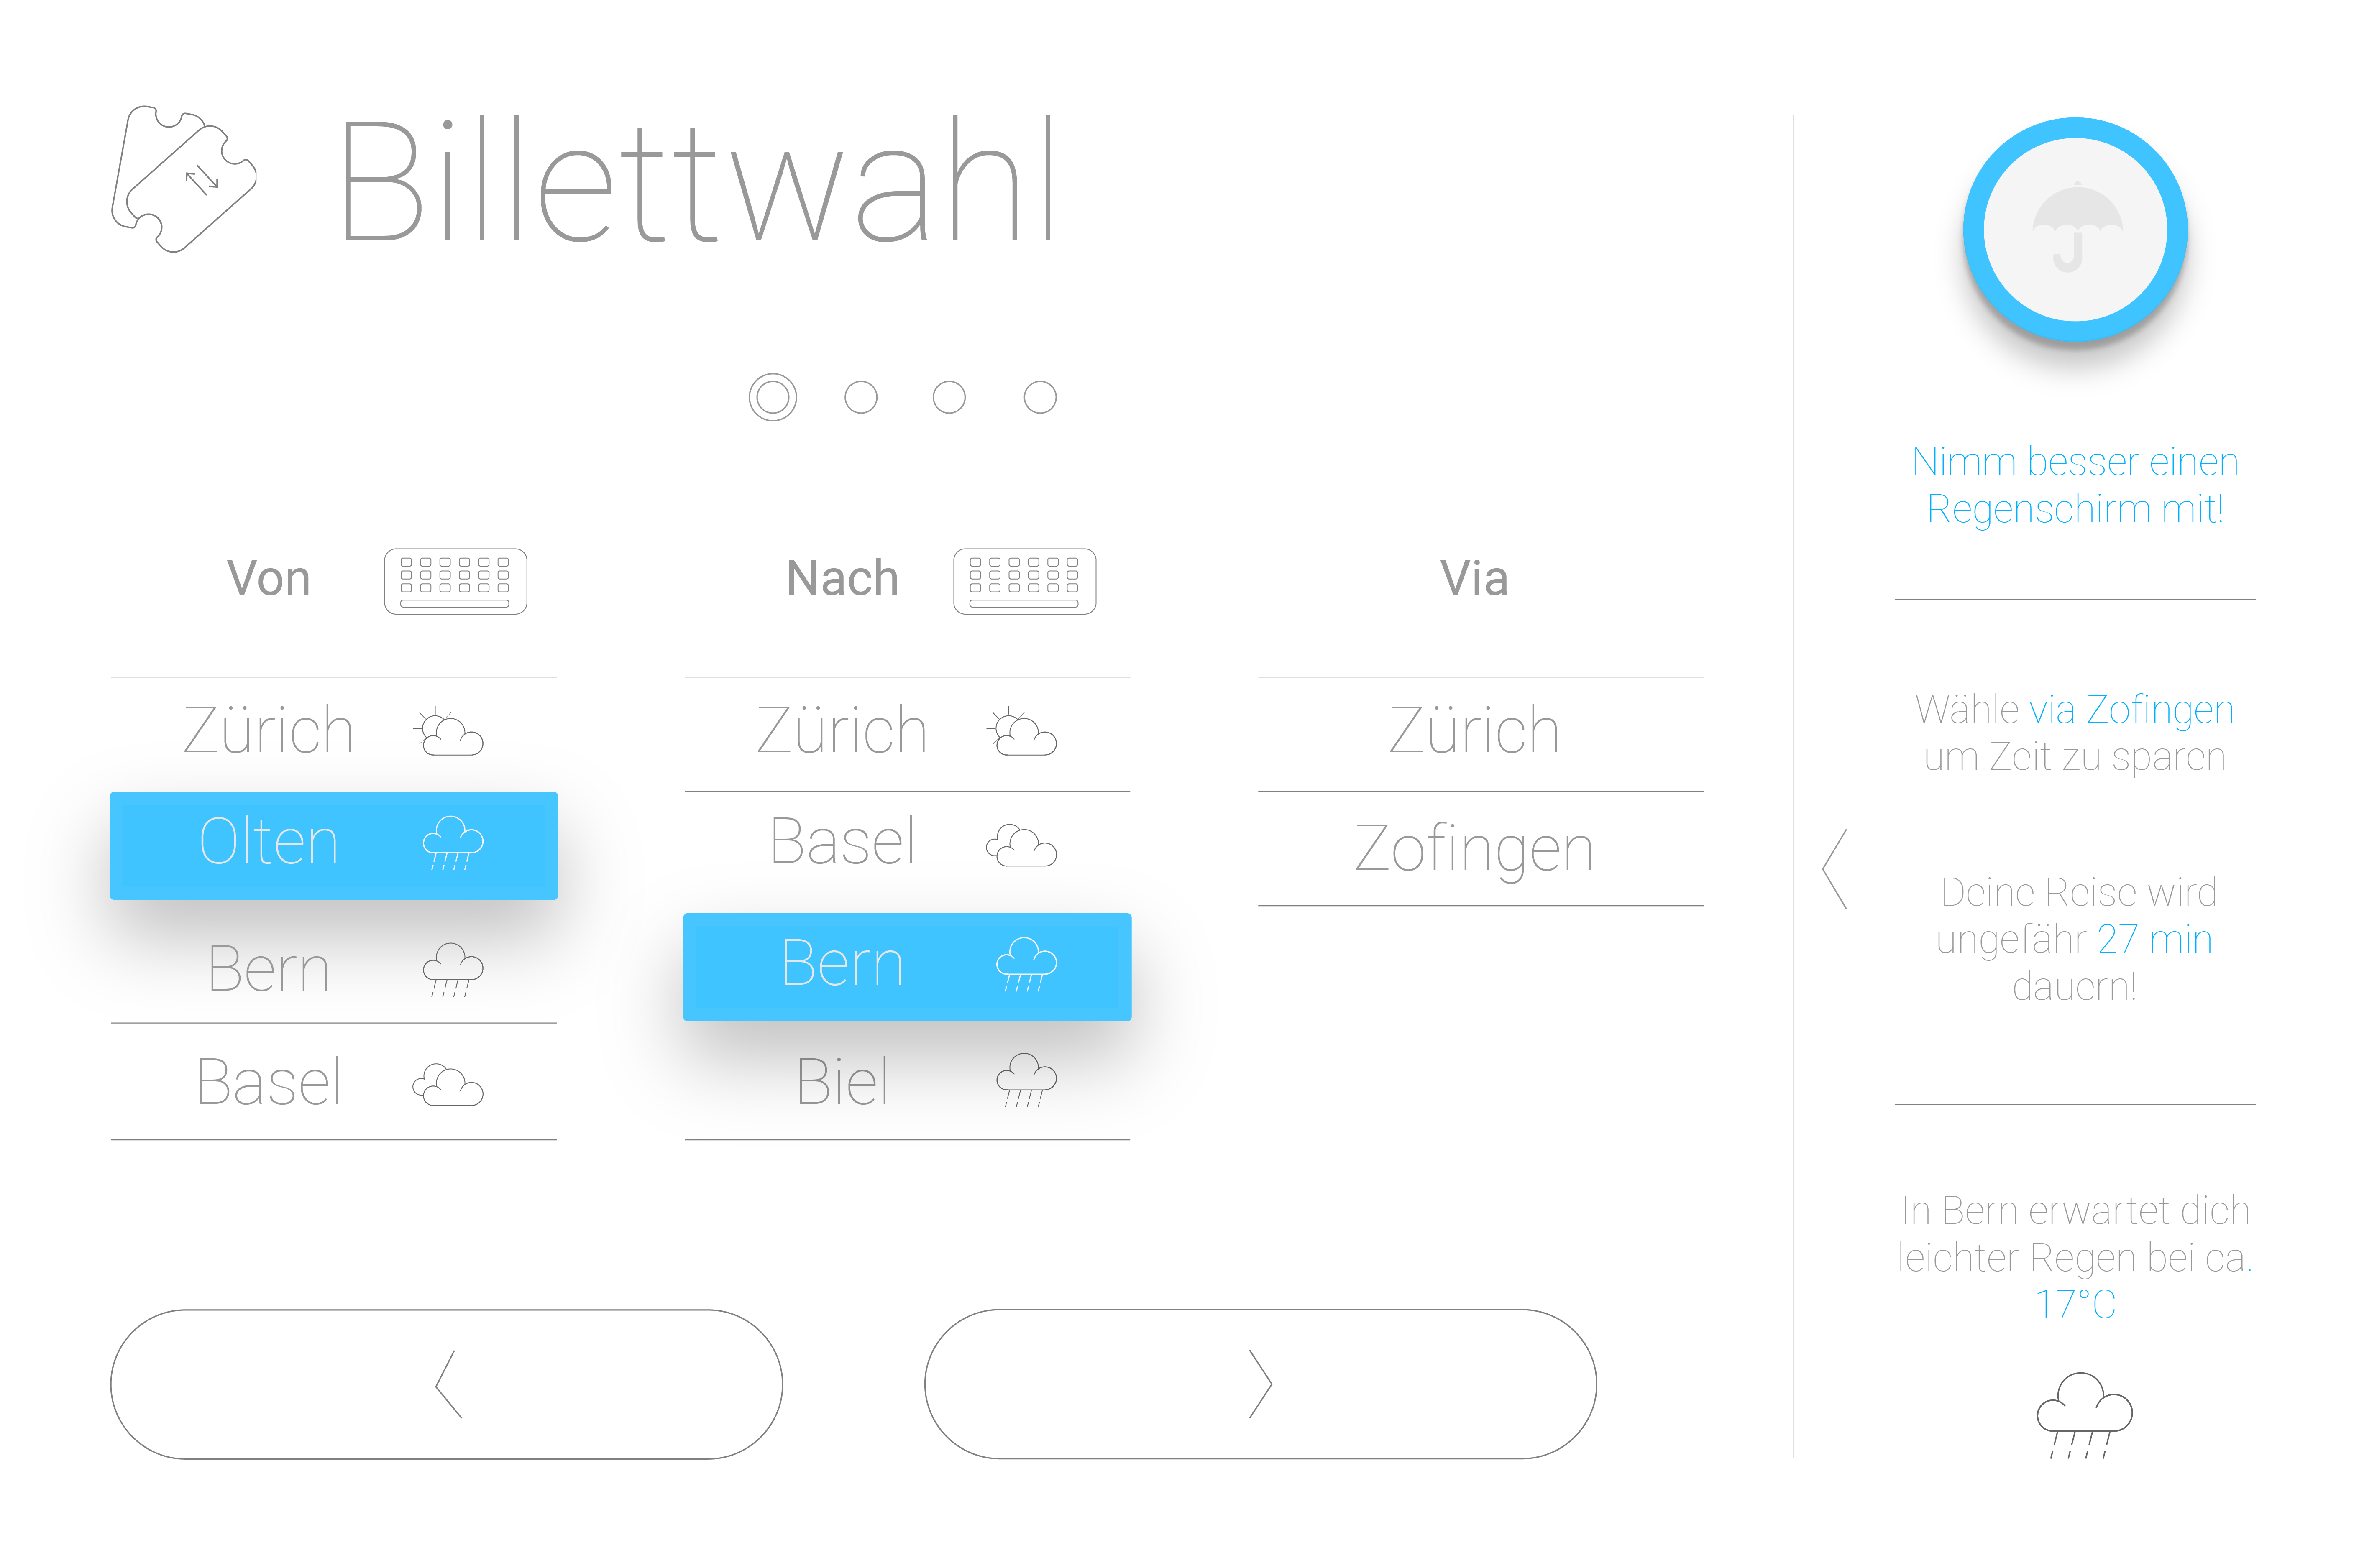 Billettwahl
Von
Zürich
Olten
Bern
Basel
Nach
Zürich
Basel
Bern
Biel
Via
Zürich
Zofingen
Nimm besser einen
Regenschirm mit!
Wähle via Zofingen
um Zeit zu sparen
Deine Reise wird
ungefähr 27 min
dauern!
In Bern erwartet dich
leichter Regen bei ca.
17°C